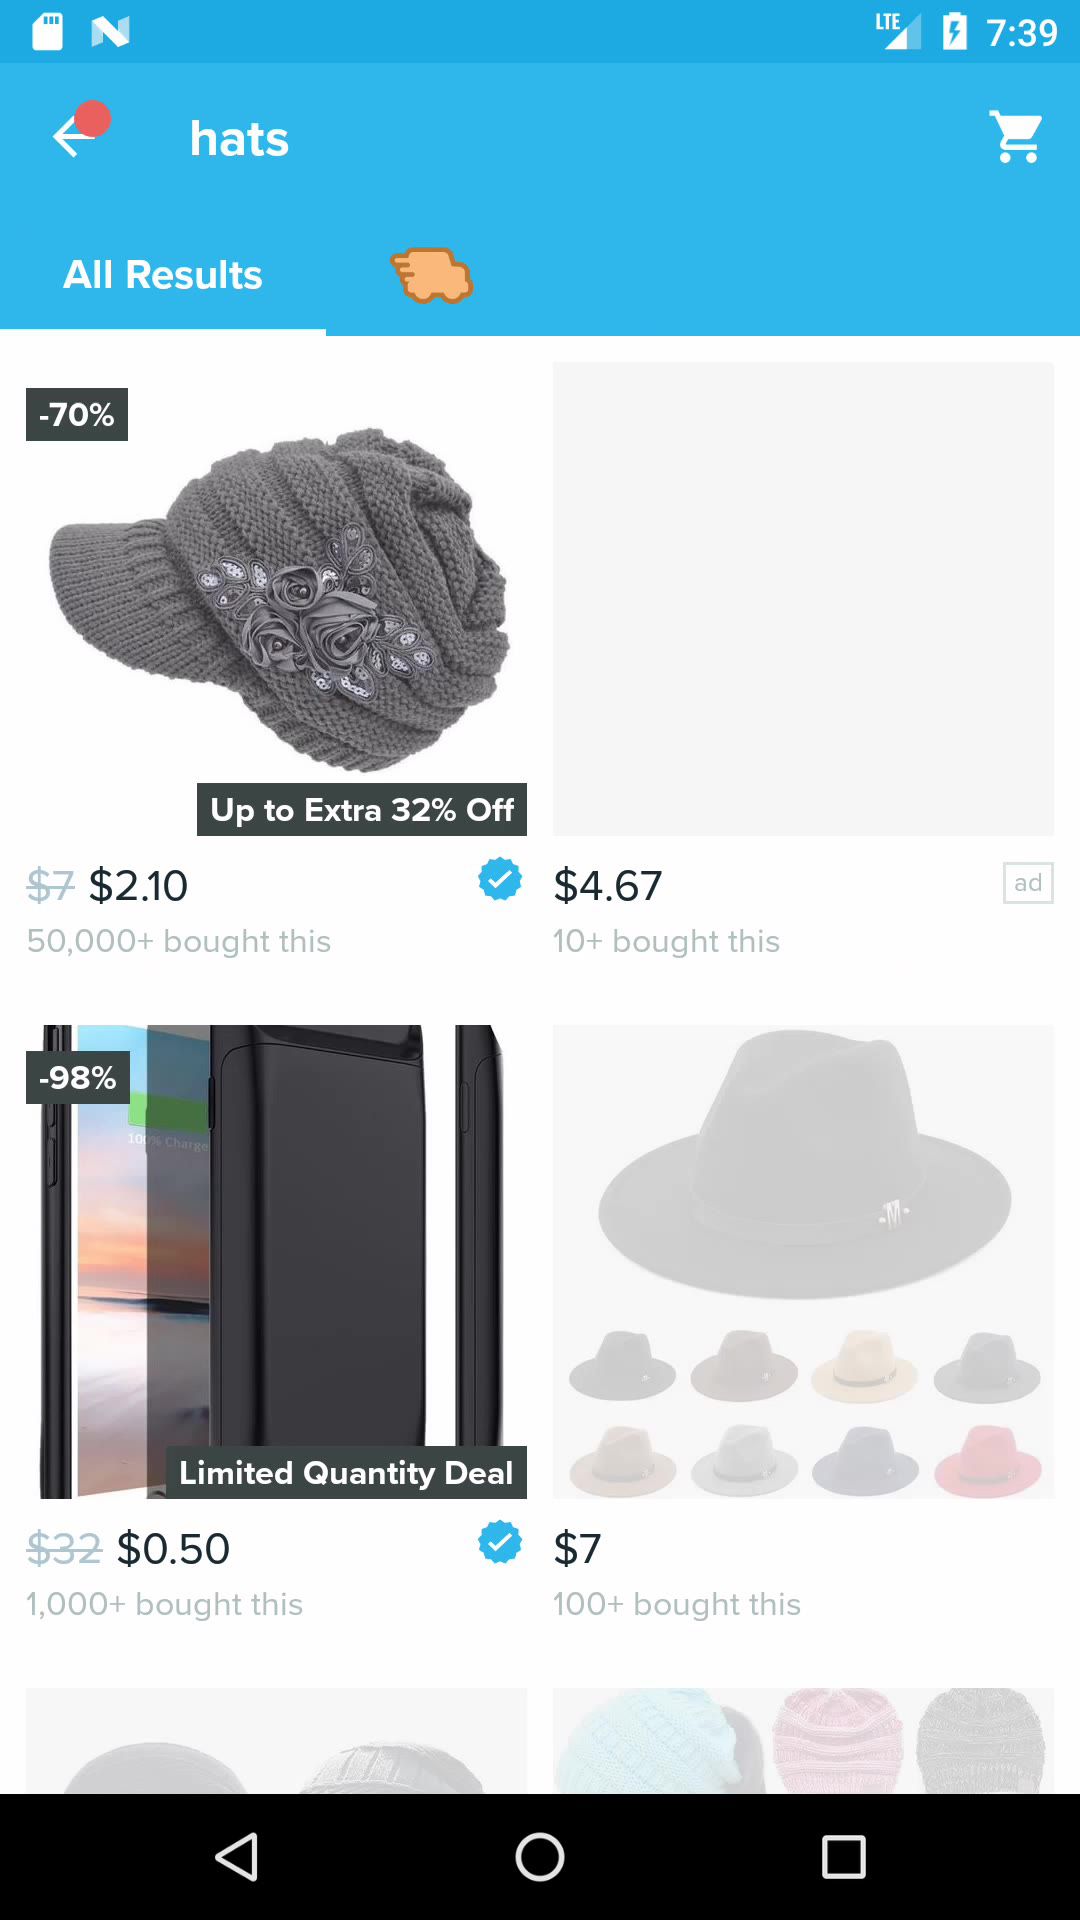 LTE 7:39
hats
All Results
-70%
Up to Extra 32% Off
$7 $2.10
50,000+ bought this
$4.67
ad
10+ bought this
-98%
100% Charge
Limited Quantity Deal
$32 $0.50
1,000+ bought this
M
$7
100+ bought this